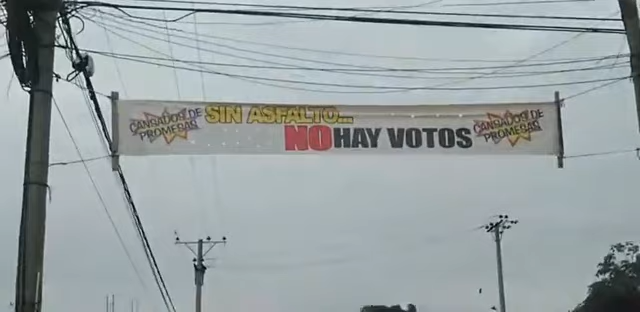 CANSADOS DE
PROMESAS
SIN ASFALTO...
NO HAY VOTOS
CANSADOS DE
PROMESAS